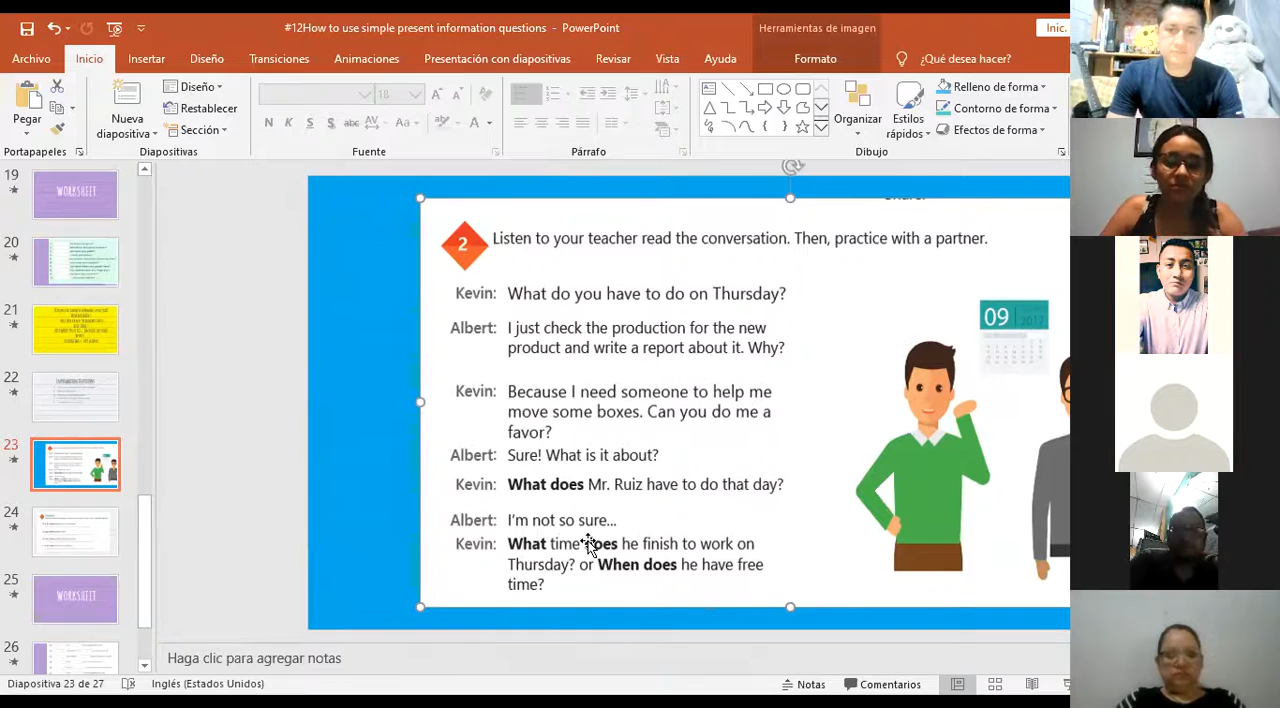 #12How to use simple present information questions - PowerPoint
Herramientas de imagen
Inic.
Archivo
Inicio
Insertar
Diseño
Transiciones
Animaciones
Presentación con diapositivas
Revisar
Vista
Ayuda
Formato
¿Qué desea hacer?
Pegar
Nueva
diapositiva
Diseño
Restablecer
Sección
18
N K S S abc AV Aa A
Organizar
Estilos
rápidos
Relleno de forma
Contorno de forma
Efectos de forma
Portapapeles
Diapositivas
Fuente
Párrafo
Dibujo
19
WORKSHEET
20
21
22
23
24
25
WORKSHEET
26
2
Listen to your teacher read the conversation. Then, practice with a partner.
Kevin: What do you have to do on Thursday?
Albert: I just check the production for the new
product and write a report about it. Why?
Kevin: Because I need someone to help me
move some boxes. Can you do me a
favor?
Albert: Sure! What is it about?
Kevin: What does Mr. Ruiz have to do that day?
Albert: I'm not so sure...
Kevin: What time does he finish to work on
Thursday? or When does he have free
time?
09
2017
Haga clic para agregar notas
Diapositiva 23 de 27
Inglés (Estados Unidos)
Notas
Comentarios